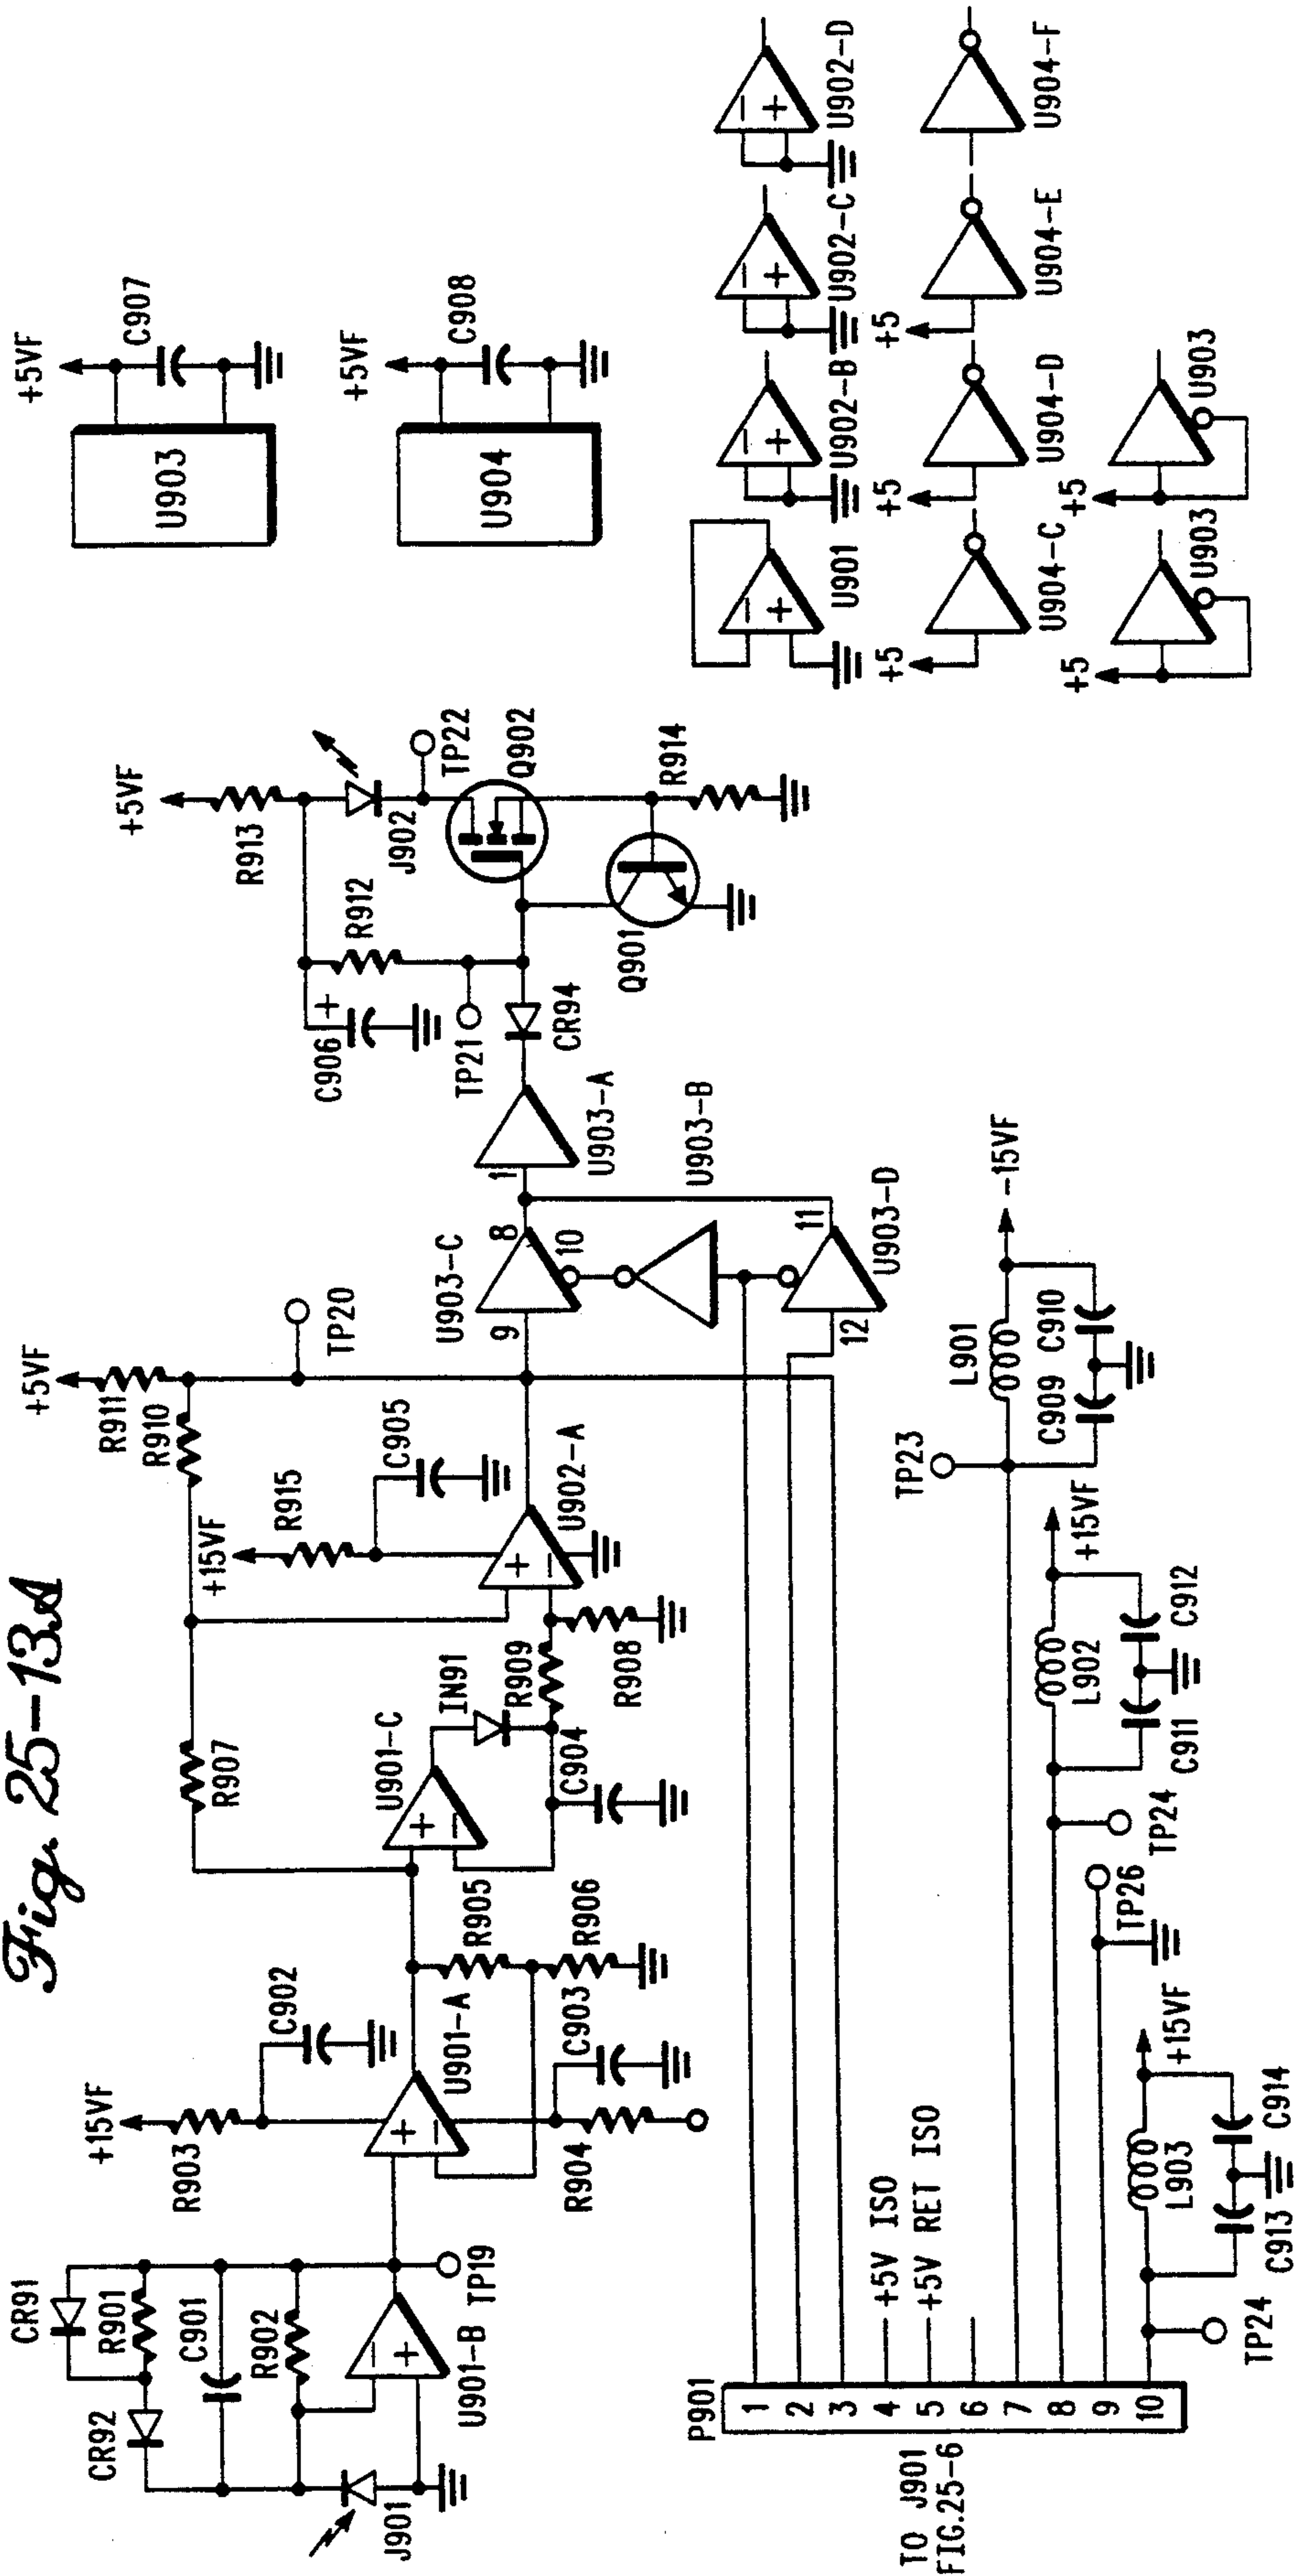 Fig. 25-13A
CR91
R901
CR92
C901
R902
J901
U901-B
TP19
+
−
+15VF
R903
C902
U901-A
+
−
R904
C903
R905
R906
R907
U901-C
+
−
IN91
C904
R909
R908
+15VF
R915
C905
U902-A
+
−
+5VF
R911
R910
TP20
U903-C
9
8
10
U903-B
U903-D
12
11
1
U903-A
CR94
TP21
C906
+
R912
+5VF
R913
J902
TP22
Q902
Q901
R914
+5VF
C907
U903
+5VF
C908
U904
U901
−
+
U902-B
−
+
U902-C
−
+
U902-D
−
+
+5
U904-C
+5
U904-D
+5
U904-E
U904-F
+5
U903
+5
U903
P901
TO J901
FIG.25-6
1
2
3
4
5
6
7
8
9
10
+5V ISO
+5V RET ISO
TP23
L901
-15VF
C909
C910
TP24
L902
+15VF
C911
C912
TP26
TP24
L903
+15VF
C913
C914